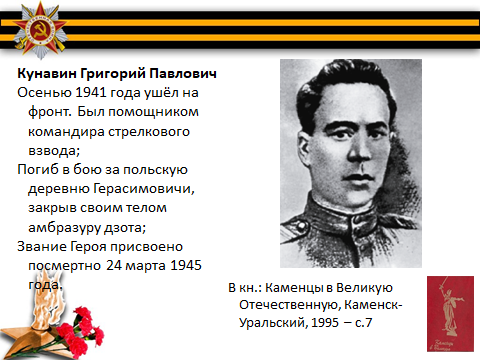 Кунавин Григорий Павлович
Осенью 1941 года ушёл на
фронт. Был помощником
командира стрелкового
взвода;
Погиб в бою за польскую
деревню Герасимовичи,
закрыв своим телом
амбразуру дзота;
Звание Героя присвоено
посмертно 24 марта 1945
года.
В кн.: Каменцы в Великую
Отечественную, Каменск-
Уральский, 1995 – с.7